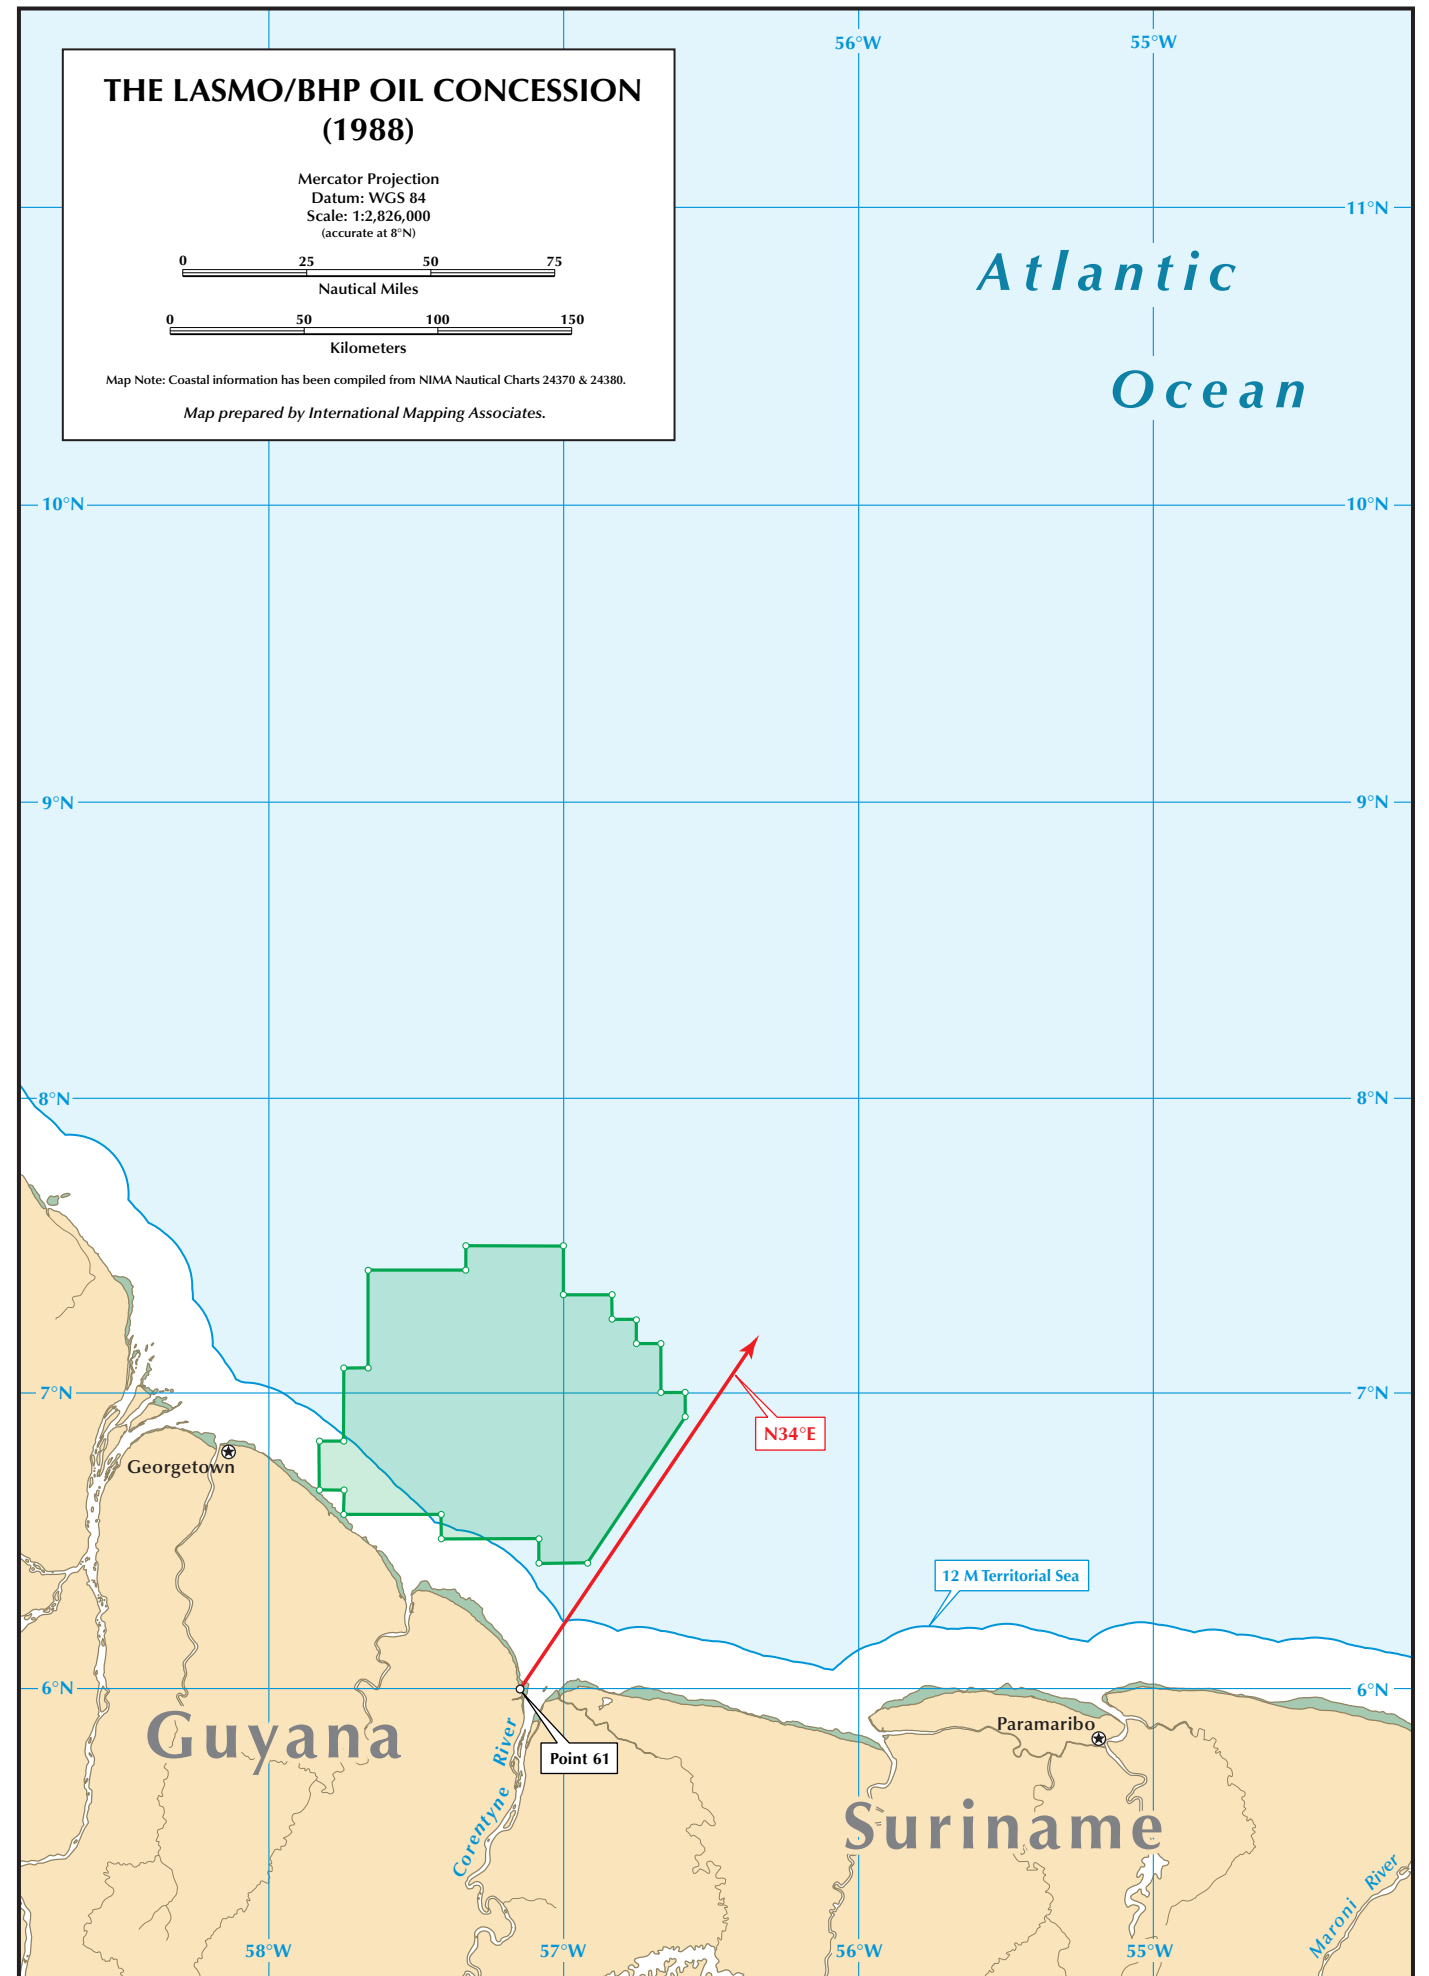 56°W
55°W
THE LASMO/BHP OIL CONCESSION
(1988)
Mercator Projection
Datum: WGS 84
Scale: 1:2,826,000
(accurate at 8°N)
0 25 50 75
Nautical Miles
0 50 100 150
Kilometers
Map Note: Coastal information has been compiled from NIMA Nautical Charts 24370 & 24380.
Map prepared by International Mapping Associates.
11°N
Atlantic
Ocean
10°N
10°N
9°N
9°N
8°N
8°N
7°N
7°N
N34°E
Georgetown
12 M Territorial Sea
6°N
6°N
Guyana
Corentyne River
Point 61
Paramaribo
Suriname
Maroni River
58°W
57°W
56°W
55°W